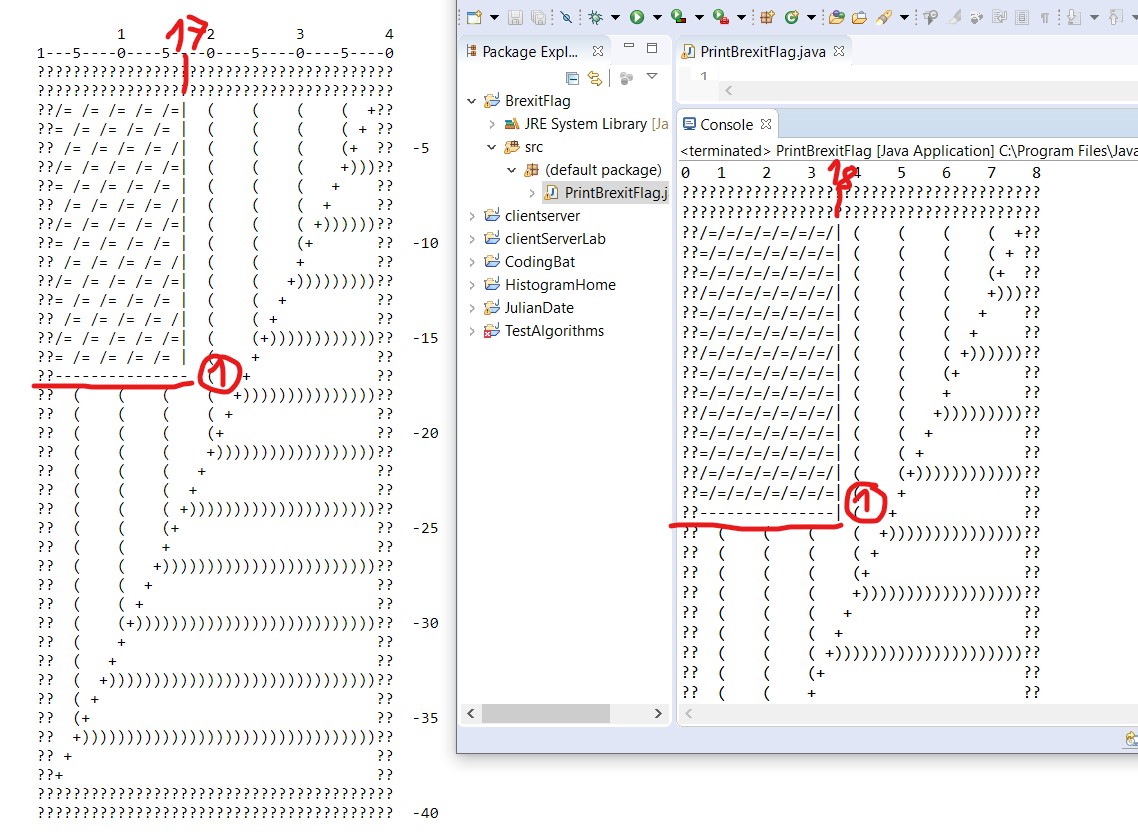 17
         1         2         3         4
1---5----0----5----0----5----0----5----0
????????????????????????????????????????
????????????????????????????????????????
??/= /= /= /= /=|  (    (    (    (  +??
??= /= /= /= /= |  (    (    (    ( + ??
?? /= /= /= /= /|  (    (    (    (+  ??  -5
??/= /= /= /= /=|  (    (    (    +)))??
??= /= /= /= /= |  (    (    (   +    ??
?? /= /= /= /= /|  (    (    (  +     ??
??/= /= /= /= /=|  (    (    ( +))))))??
??= /= /= /= /= |  (    (    (+       ??  -10
?? /= /= /= /= /|  (    (    +        ??
??/= /= /= /= /=|  (    (   +)))))))))??
??= /= /= /= /= |  (    (  +          ??
?? /= /= /= /= /|  (    ( +           ??
??/= /= /= /= /=|  (    (+))))))))))))??  -15
??= /= /= /= /= |  (    +             ??
??---------------  (   +              ??
1
??  (    (    (    (  +)))))))))))))))??
??  (    (    (    ( +                ??
??  (    (    (    (+                 ??  -20
??  (    (    (    +))))))))))))))))))??
??  (    (    (   +                   ??
??  (    (    (  +                    ??
??  (    (    ( +)))))))))))))))))))))??
??  (    (    (+                      ??  -25
??  (    (    +                       ??
??  (    (   +))))))))))))))))))))))))??
??  (    (  +                         ??
??  (    ( +                          ??
??  (    (+)))))))))))))))))))))))))))??  -30
??  (    +                            ??
??  (   +                             ??
??  (  +))))))))))))))))))))))))))))))??
??  ( +                               ??
??  (+                                ??  -35
??  +)))))))))))))))))))))))))))))))))??
?? +                                  ??
??+                                   ??
????????????????????????????????????????
????????????????????????????????????????  -40
Package Expl...
BrexitFlag
JRE System Library [Ja
src
(default package)
PrintBrexitFlag.j
clientserver
clientServerLab
CodingBat
HistogramHome
JulianDate
TestAlgorithms
PrintBrexitFlag.java
1
Console
<terminated> PrintBrexitFlag [Java Application] C:\Program Files\Java
18
0   1    2    3    4    5    6    7    8
????????????????????????????????????????
????????????????????????????????????????
??/=/=/=/=/=/=/=/| (    (    (    (  +??
??=/=/=/=/=/=/=/=| (    (    (    ( + ??
??/=/=/=/=/=/=/=/| (    (    (    (+  ??
??=/=/=/=/=/=/=/=| (    (    (    +)))??
??/=/=/=/=/=/=/=/| (    (    (   +    ??
??=/=/=/=/=/=/=/=| (    (    (  +     ??
??/=/=/=/=/=/=/=/| (    (    ( +))))))??
??=/=/=/=/=/=/=/=| (    (    (+       ??
??/=/=/=/=/=/=/=/| (    (    +        ??
??=/=/=/=/=/=/=/=| (    (   +)))))))))??
??/=/=/=/=/=/=/=/| (    (  +          ??
??=/=/=/=/=/=/=/=| (    ( +           ??
??/=/=/=/=/=/=/=/| (    (+))))))))))))??
??=/=/=/=/=/=/=/=| (    +             ??
??---------------| (   +              ??
1
??  (    (    (    (  +)))))))))))))))??
??  (    (    (    ( +                ??
??  (    (    (    (+                 ??
??  (    (    (    +))))))))))))))))))??
??  (    (    (   +                   ??
??  (    (    (  +                    ??
??  (    (    ( +)))))))))))))))))))))??
??  (    (    (+                      ??
??  (    (    +                       ??